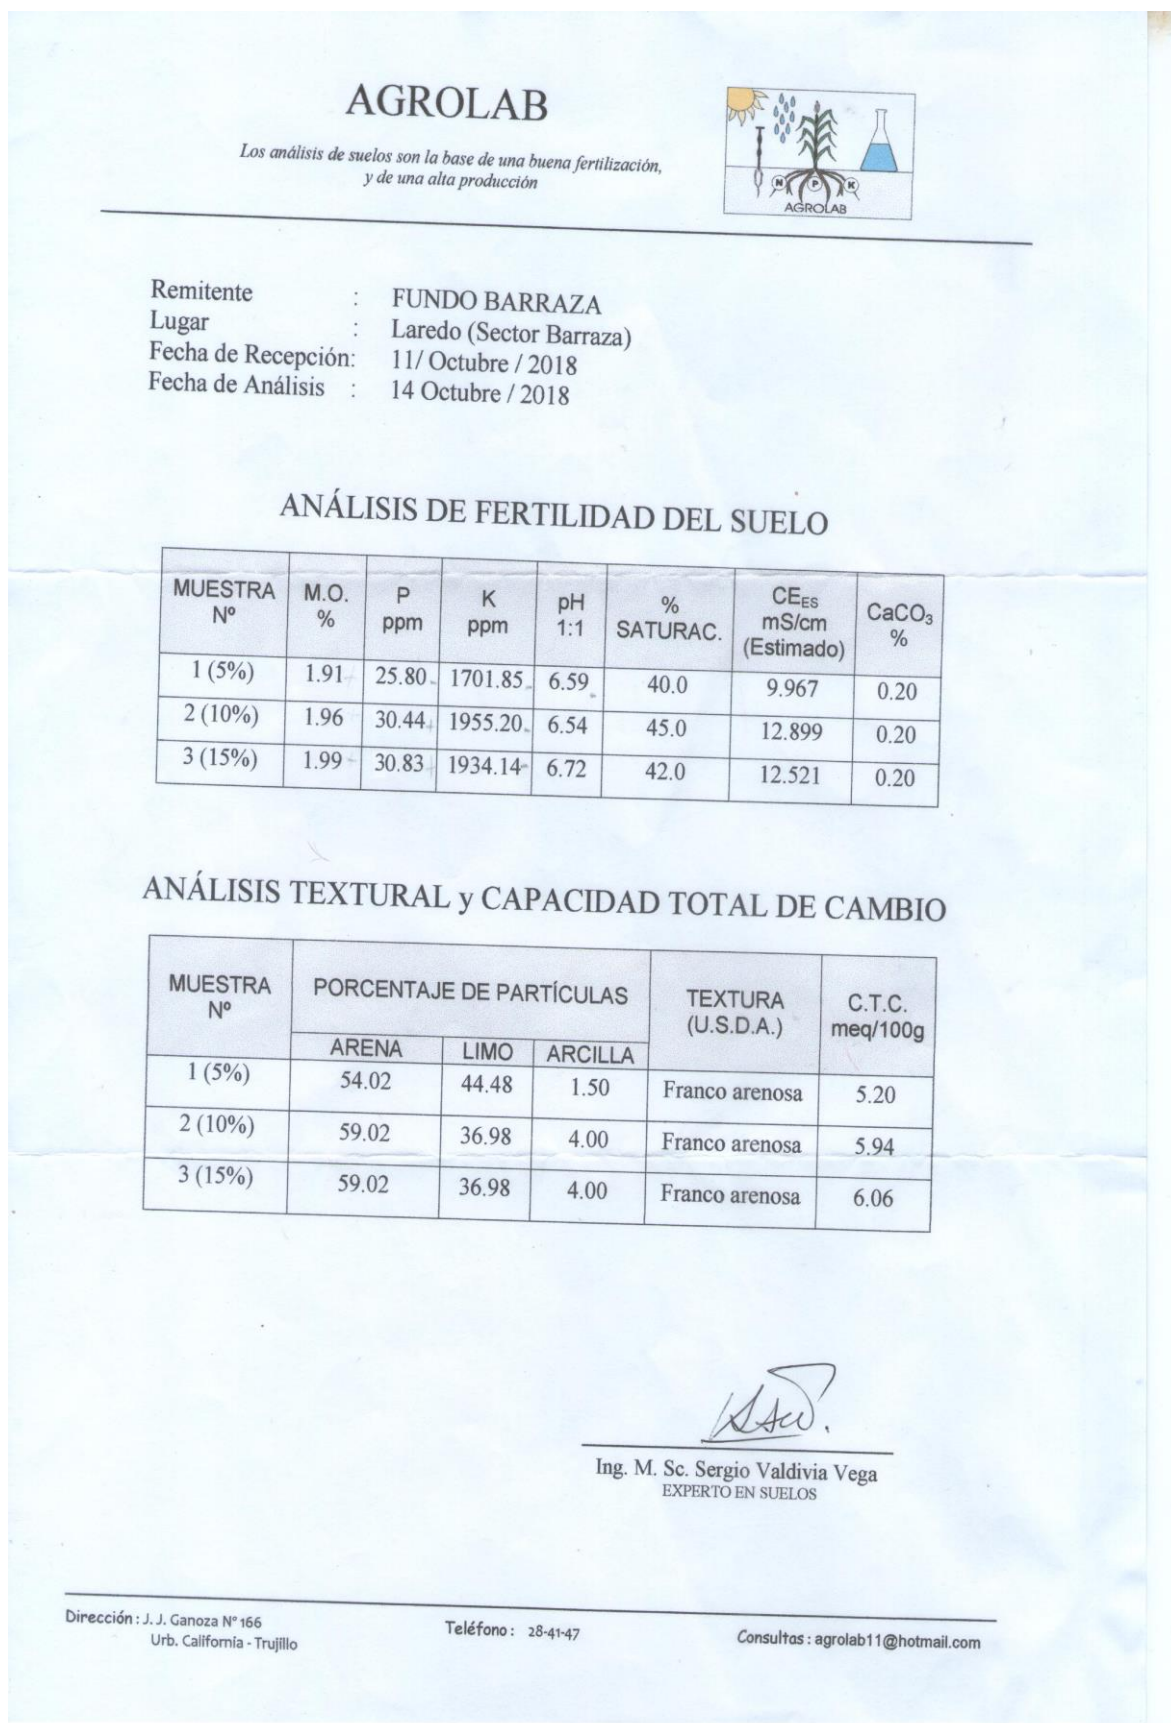 AGROLAB
Los análisis de suelos son la base de una buena fertilización,
y de una alta producción
N P K
AGROLAB
Remitente : FUNDO BARRAZA
Lugar : Laredo (Sector Barraza)
Fecha de Recepción: 11/ Octubre / 2018
Fecha de Análisis : 14 Octubre / 2018
ANÁLISIS DE FERTILIDAD DEL SUELO
MUESTRA Nº M.O. % P ppm K ppm pH 1:1 % SATURAC. CEES mS/cm (Estimado) CaCO₃ %
1 (5%) 1.91 25.80 1701.85 6.59 40.0 9.967 0.20
2 (10%) 1.96 30.44 1955.20 6.54 45.0 12.899 0.20
3 (15%) 1.99 30.83 1934.14 6.72 42.0 12.521 0.20
ANÁLISIS TEXTURAL y CAPACIDAD TOTAL DE CAMBIO
MUESTRA Nº PORCENTAJE DE PARTÍCULAS TEXTURA (U.S.D.A.) C.T.C. meq/100g
ARENA LIMO ARCILLA
1 (5%) 54.02 44.48 1.50 Franco arenosa 5.20
2 (10%) 59.02 36.98 4.00 Franco arenosa 5.94
3 (15%) 59.02 36.98 4.00 Franco arenosa 6.06
Ing. M. Sc. Sergio Valdivia Vega
EXPERTO EN SUELOS
Dirección : J. J. Ganoza Nº 166 Teléfono : 28-41-47 Consultas : agrolab11@hotmail.com
Urb. California - Trujillo